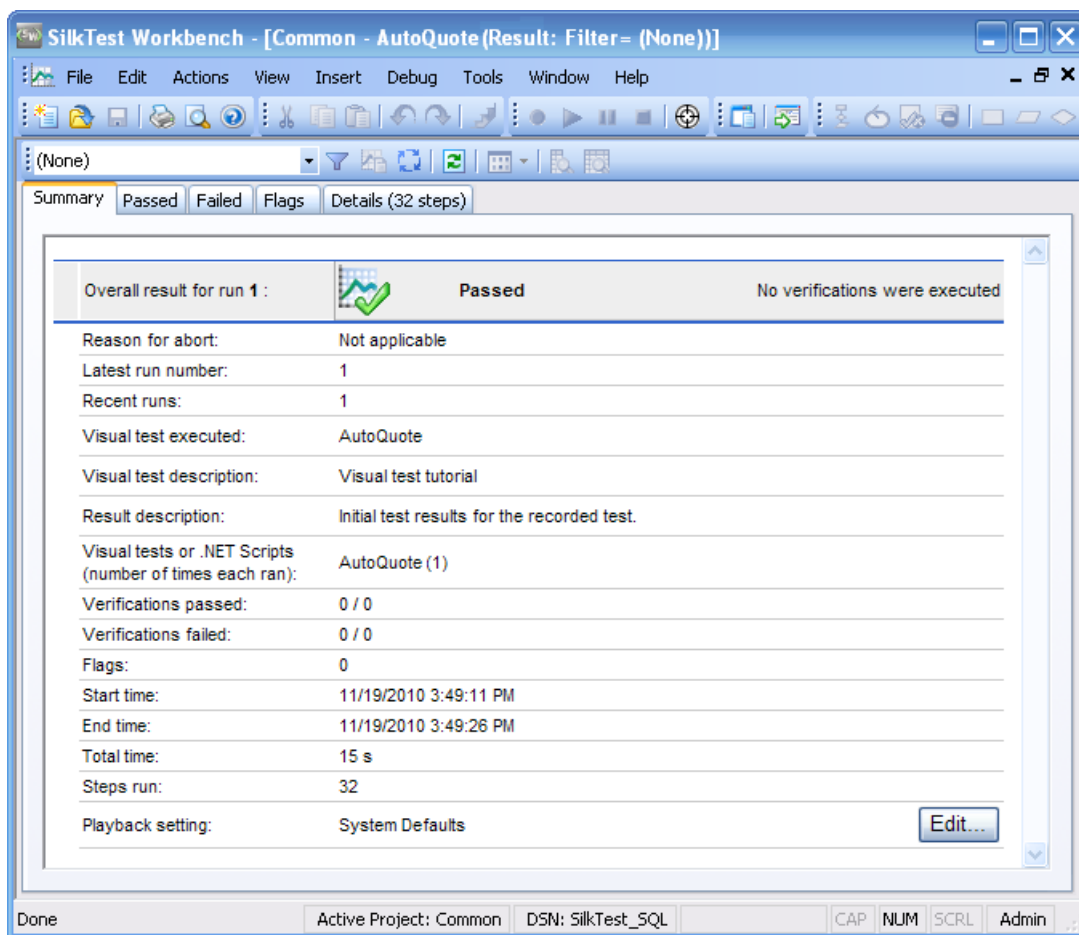 SilkTest Workbench - [Common - AutoQuote(Result: Filter= (None))]
File Edit Actions View Insert Debug Tools Window Help
(None)
Summary Passed Failed Flags Details (32 steps)
Overall result for run 1 : Passed No verifications were executed
Reason for abort: Not applicable
Latest run number: 1
Recent runs: 1
Visual test executed: AutoQuote
Visual test description: Visual test tutorial
Result description: Initial test results for the recorded test.
Visual tests or .NET Scripts
(number of times each ran): AutoQuote (1)
Verifications passed: 0 / 0
Verifications failed: 0 / 0
Flags: 0
Start time: 11/19/2010 3:49:11 PM
End time: 11/19/2010 3:49:26 PM
Total time: 15 s
Steps run: 32
Playback setting: System Defaults Edit...
Done Active Project: Common DSN: SilkTest_SQL CAP NUM SCRL Admin